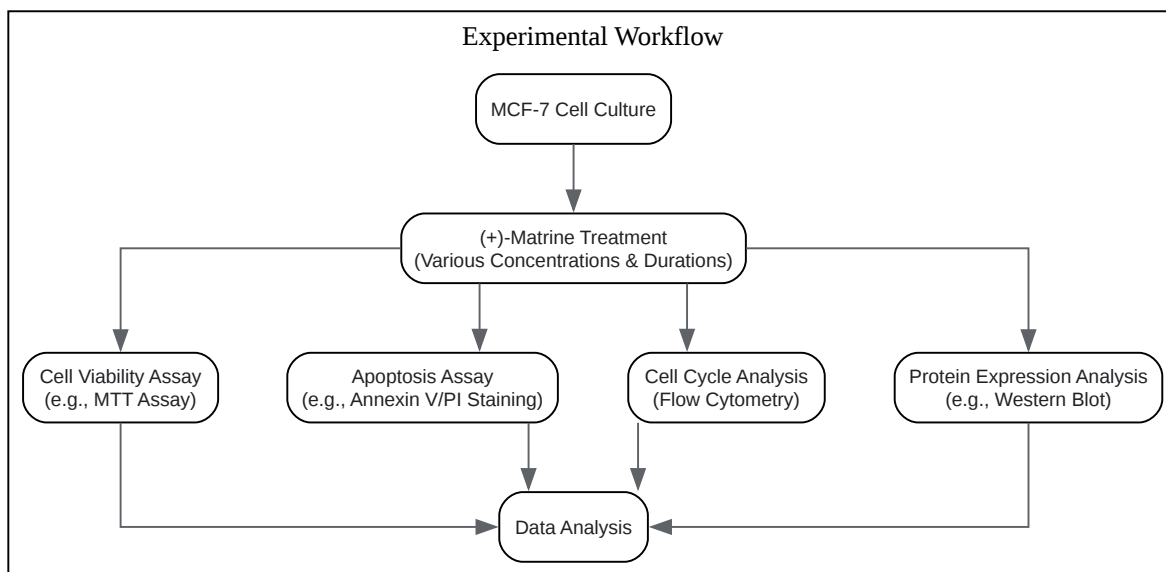 Experimental Workflow
MCF-7 Cell Culture
(+)-Matrine Treatment
(Various Concentrations & Durations)
Cell Viability Assay
(e.g., MTT Assay)
Apoptosis Assay
(e.g., Annexin V/PI Staining)
Cell Cycle Analysis
(Flow Cytometry)
Protein Expression Analysis
(e.g., Western Blot)
Data Analysis